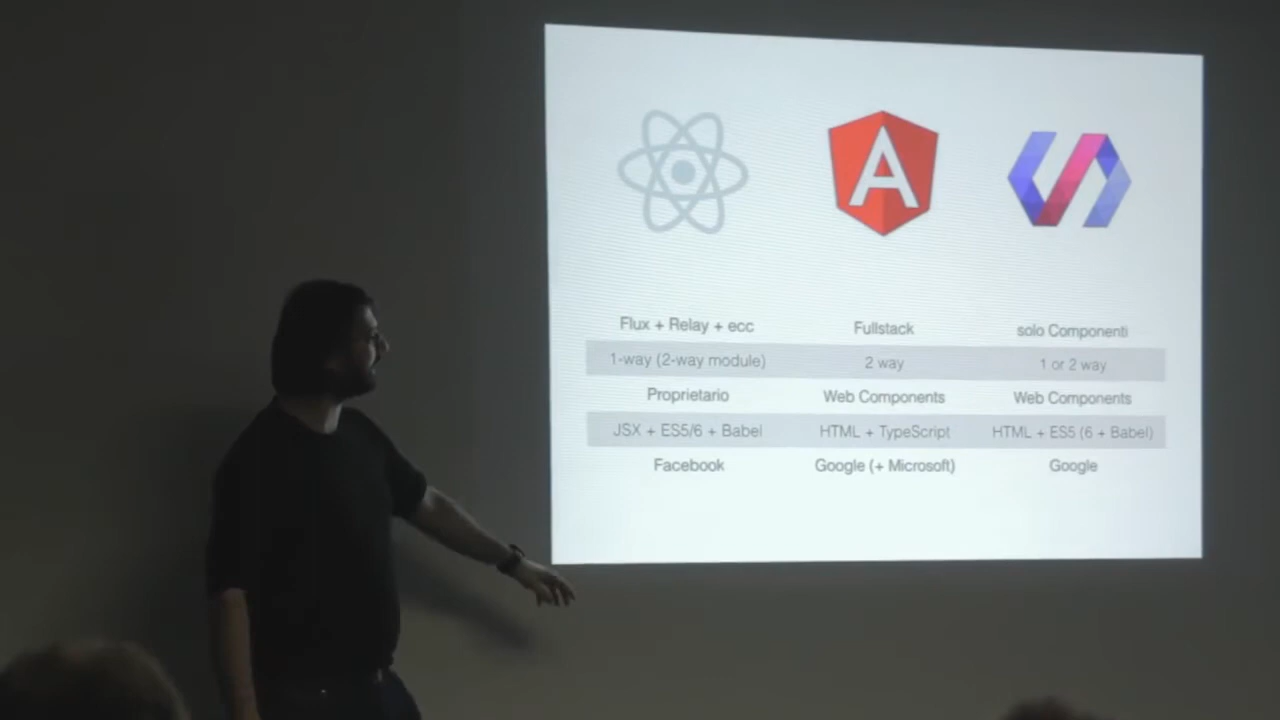 A
Flux + Relay + ecc Fullstack solo Componenti
1-way (2-way module) 2 way 1 or 2 way
Proprietario Web Components Web Components
JSX + ES5/6 + Babel HTML + TypeScript HTML + ES5 (6 + Babel)
Facebook Google (+ Microsoft) Google